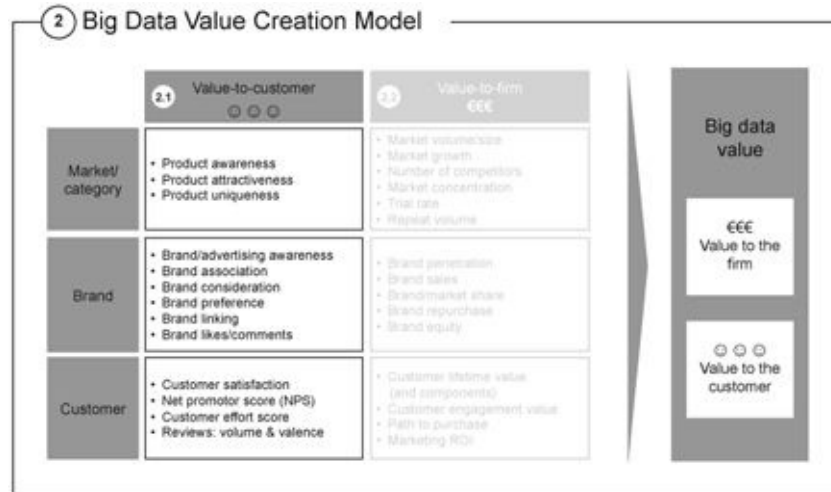 2 Big Data Value Creation Model
2.1 Value-to-customer
2.2 Value-to-firm
€€€
Market/
category
• Product awareness
• Product attractiveness
• Product uniqueness
• Market volume/size
• Market growth
• Number of competitors
• Market concentration
• Trial rate
• Repeat volume
Brand
• Brand/advertising awareness
• Brand association
• Brand consideration
• Brand preference
• Brand linking
• Brand likes/comments
• Brand penetration
• Brand sales
• Brand/market share
• Brand repurchase
• Brand equity
Customer
• Customer satisfaction
• Net promotor score (NPS)
• Customer effort score
• Reviews: volume & valence
• Customer lifetime value
(and components)
• Customer engagement value
• Path to purchase
• Marketing ROI
Big data
value
€€€
Value to the
firm
Value to the
customer